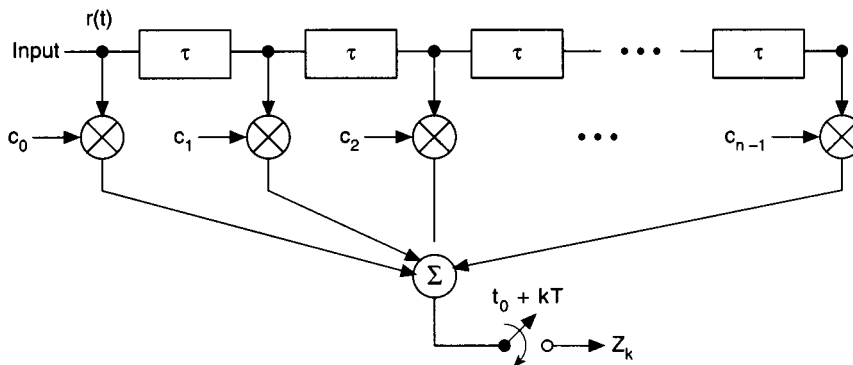 r(t)
Input
τ τ τ • • • τ
c₀ c₁ c₂ • • • cₙ₋₁
Σ
t₀ + kT
Zₖ